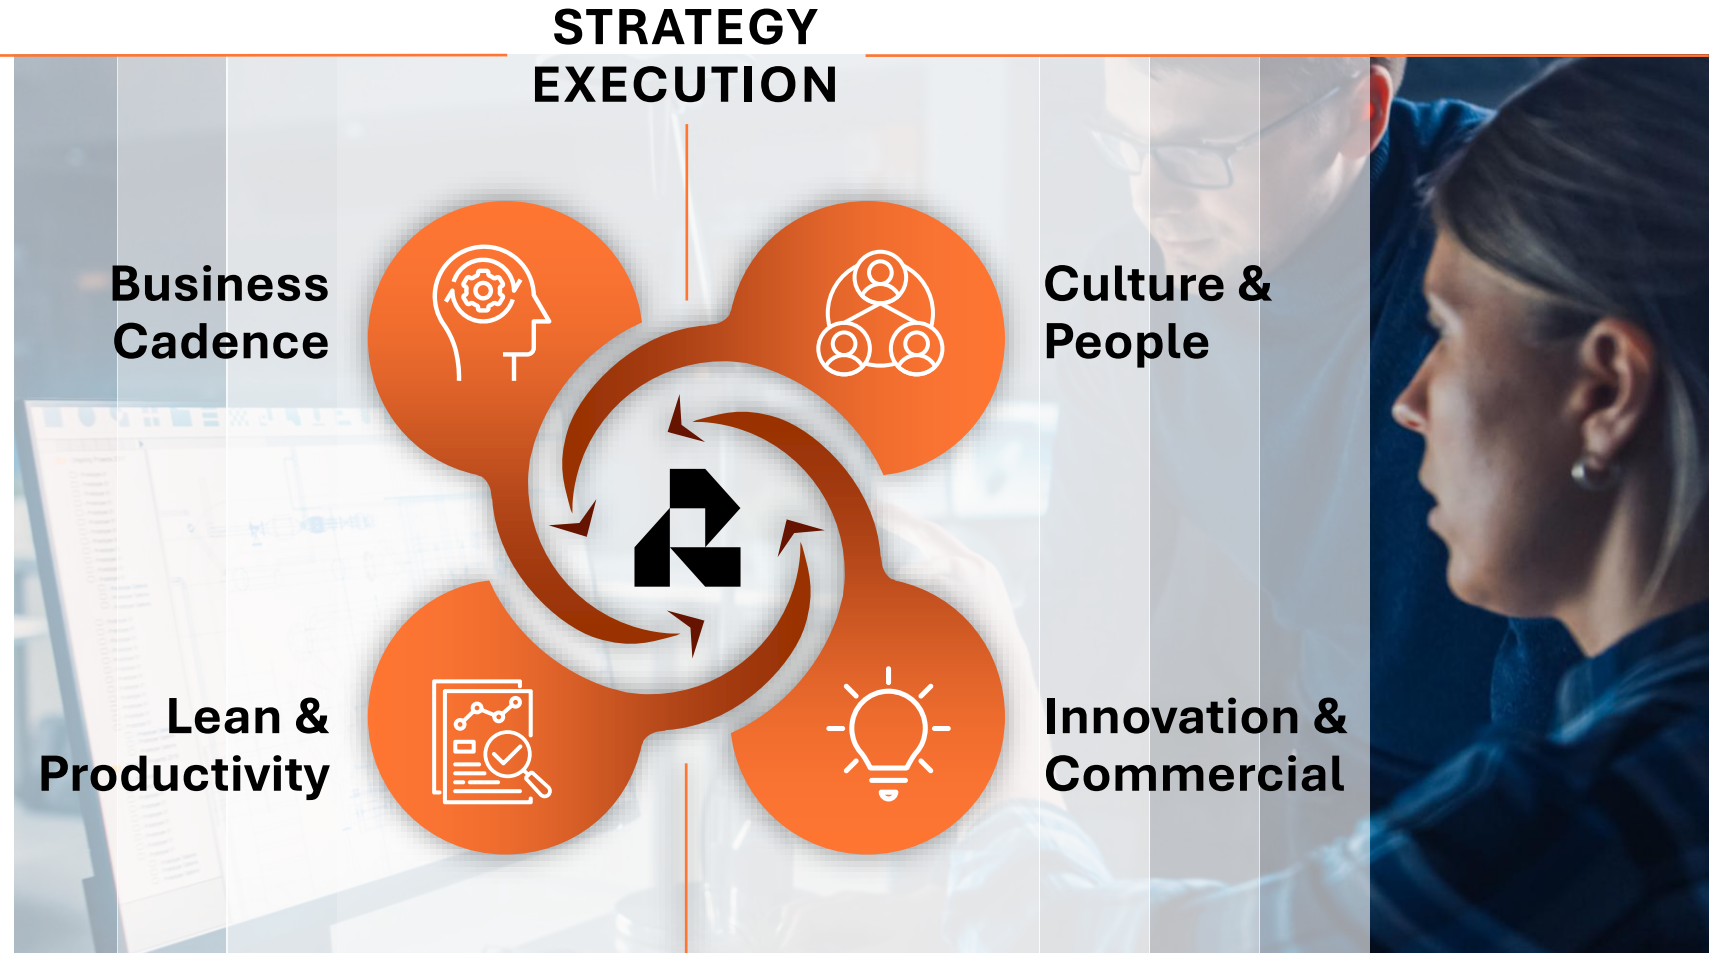 STRATEGY
EXECUTION
Business
Cadence
Culture &
People
Lean &
Productivity
Innovation &
Commercial